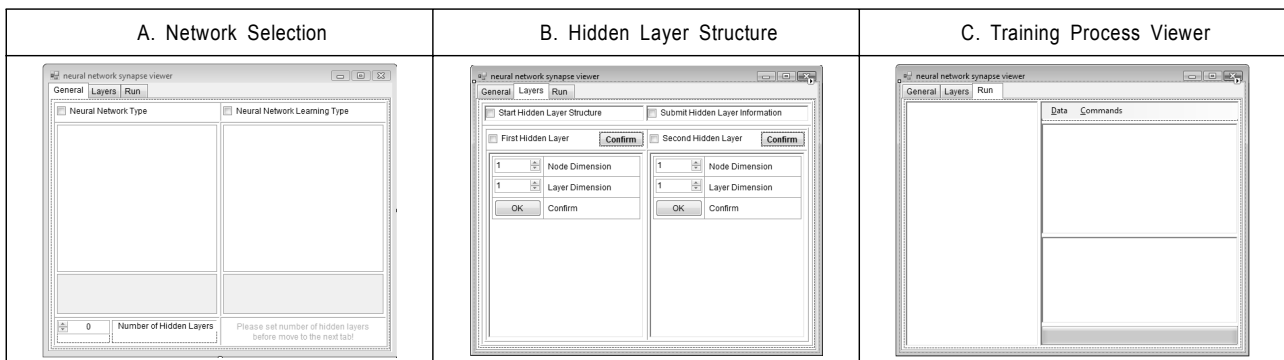 A. Network Selection
B. Hidden Layer Structure
C. Training Process Viewer
neural network synapse viewer
General Layers Run
Neural Network Type
Neural Network Learning Type
0
Number of Hidden Layers
Please set number of hidden layers
before move to the next tab!
neural network synapse viewer
General Layers Run
Start Hidden Layer Structure
Submit Hidden Layer Information
First Hidden Layer
Confirm
Second Hidden Layer
Confirm
1 Node Dimension
1 Layer Dimension
OK Confirm
1 Node Dimension
1 Layer Dimension
OK Confirm
neural network synapse viewer
General Layers Run
Data Commands